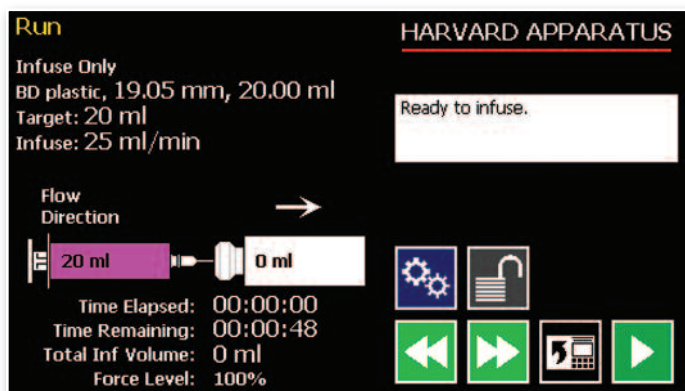 Run
HARVARD APPARATUS
Infuse Only
BD plastic, 19.05 mm, 20.00 ml
Target: 20 ml
Infuse: 25 ml/min
Ready to infuse.
Flow
Direction
20 ml
0 ml
Time Elapsed: 00:00:00
Time Remaining: 00:00:48
Total Inf Volume: 0 ml
Force Level: 100%